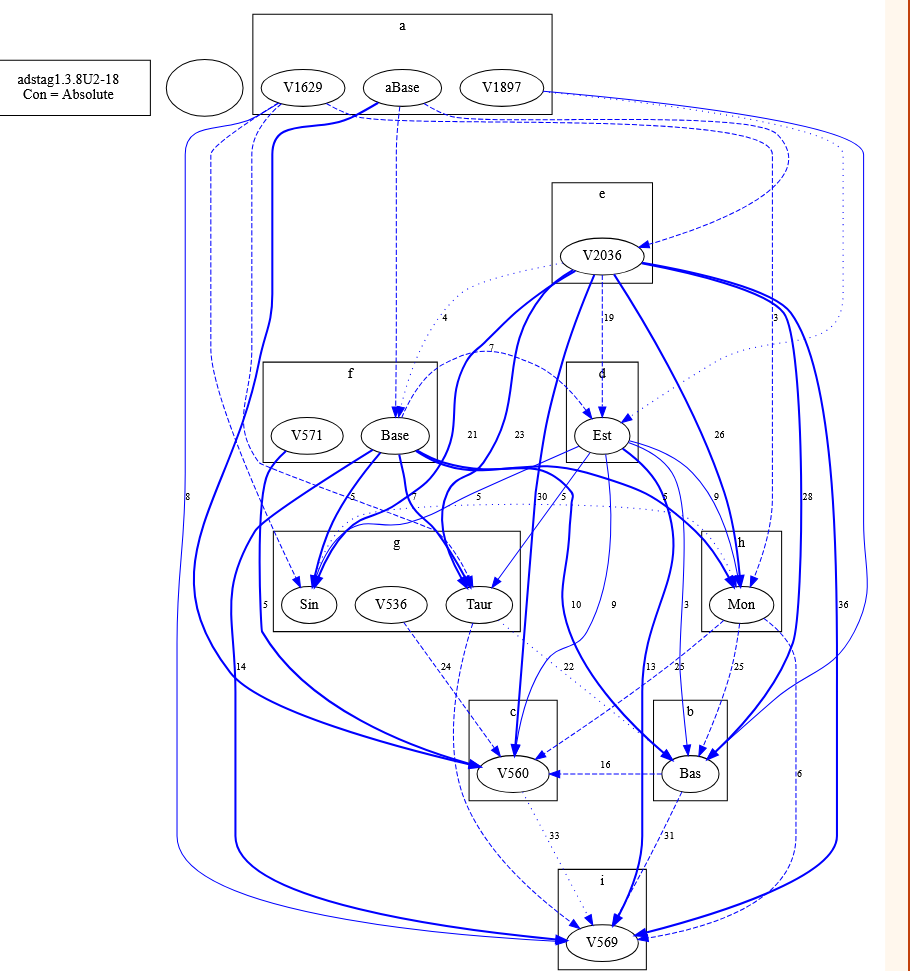 a
adstag1.3.8U2-18
Con = Absolute
V1629
aBase
V1897
e
V2036
4
19
3
7
f
d
V571
Base
Est
21
23
26
8
5
7
5
30
5
5
9
28
g
h
Sin
V536
Taur
Mon
5
10
9
3
36
14
24
22
13
25
25
c
b
V560
16
Bas
6
33
31
i
V569